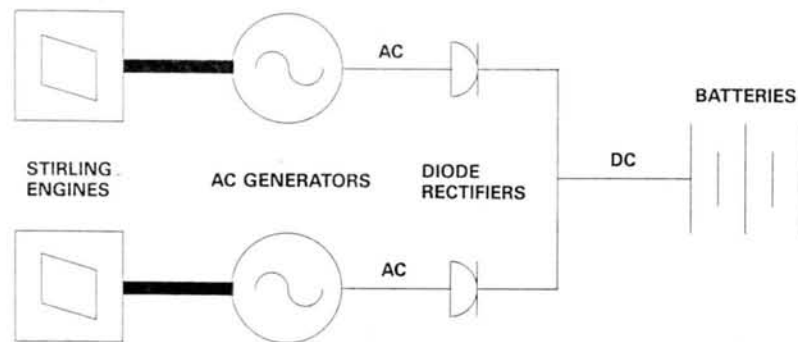 AC
BATTERIES
STIRLING
ENGINES
AC GENERATORS
DIODE
RECTIFIERS
DC
AC